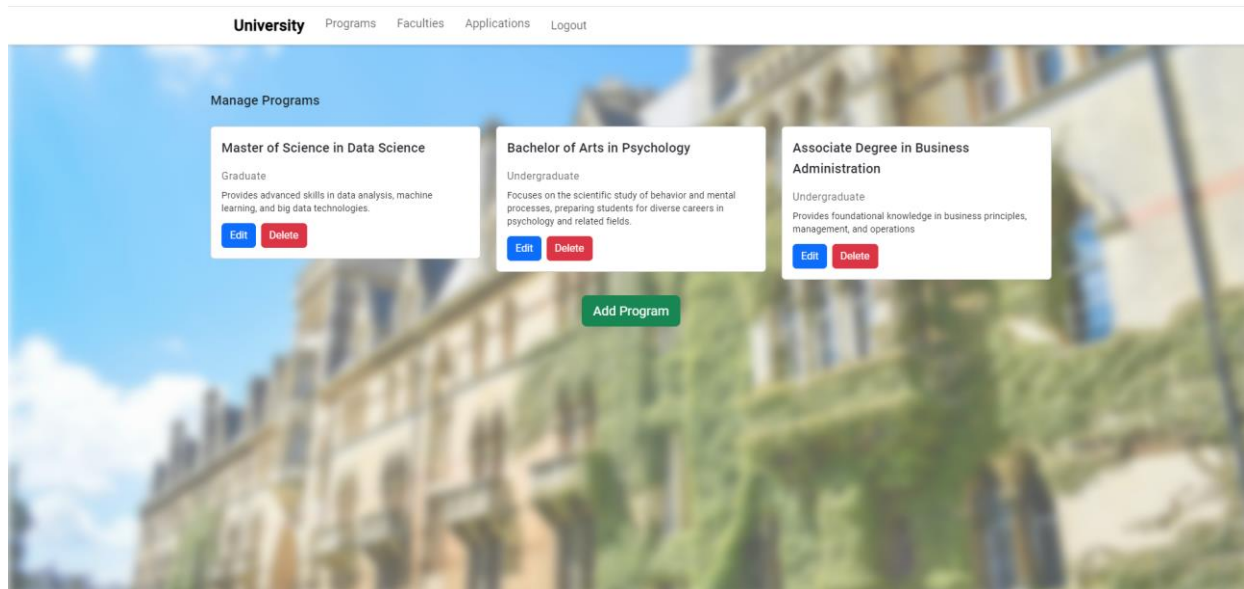 University Programs Faculties Applications Logout
Manage Programs
Master of Science in Data Science
Graduate
Provides advanced skills in data analysis, machine
learning, and big data technologies.
Edit Delete
Bachelor of Arts in Psychology
Undergraduate
Focuses on the scientific study of behavior and mental
processes, preparing students for diverse careers in
psychology and related fields.
Edit Delete
Associate Degree in Business
Administration
Undergraduate
Provides foundational knowledge in business principles,
management, and operations
Edit Delete
Add Program